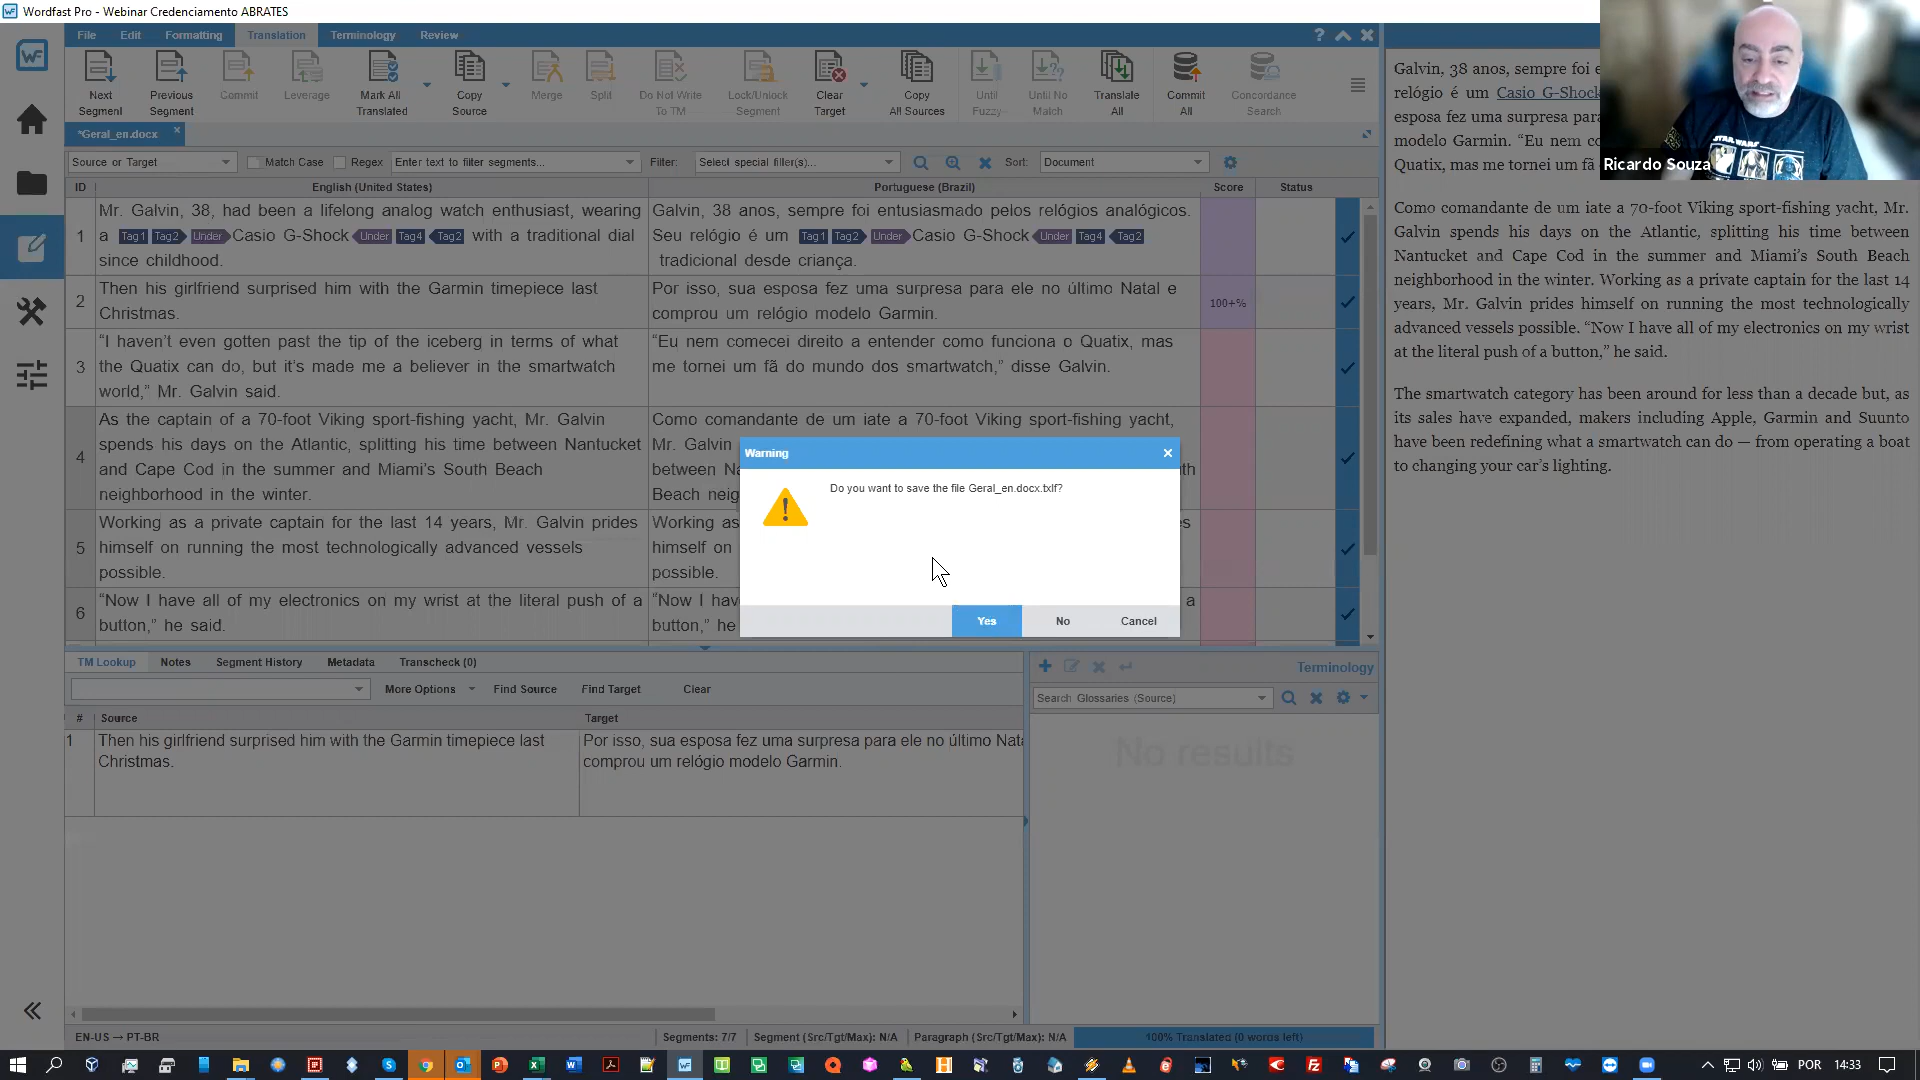 Wordfast Pro - Webinar Credenciamento ABRATES
File Edit Formatting Translation Terminology Review
Next Segment
Previous Segment
Commit
Leverage
Mark All Translated
Copy Source
Merge
Split
Do Not Write To TM
Lock/Unlock Segment
Clear Target
Copy All Sources
Until Fuzzy
Until No Match
Translate All
Commit All
Concordance Search
*Geral_en.docx
Source or Target Match Case Regex Enter text to filter segments... Filter: Select special filter(s)... Sort: Document
ID English (United States) Portuguese (Brazil) Score Status
1
Mr. Galvin, 38, had been a lifelong analog watch enthusiast, wearing
a Tag1 Tag2 Under Casio G-Shock Under Tag4 Tag2 with a traditional dial
since childhood.
Galvin, 38 anos, sempre foi entusiasmado pelos relógios analógicos.
Seu relógio é um Tag1 Tag2 Under Casio G-Shock Under Tag4 Tag2
tradicional desde criança.
2
Then his girlfriend surprised him with the Garmin timepiece last
Christmas.
Por isso, sua esposa fez uma surpresa para ele no último Natal e
comprou um relógio modelo Garmin.
100+%
3
“I haven’t even gotten past the tip of the iceberg in terms of what
the Quatix can do, but it’s made me a believer in the smartwatch
world,” Mr. Galvin said.
“Eu nem comecei direito a entender como funciona o Quatix, mas
me tornei um fã do mundo dos smartwatch,” disse Galvin.
4
As the captain of a 70-foot Viking sport-fishing yacht, Mr. Galvin
spends his days on the Atlantic, splitting his time between Nantucket
and Cape Cod in the summer and Miami’s South Beach
neighborhood in the winter.
Como comandante de um iate a 70-foot Viking sport-fishing yacht,
Mr. Galvin
between
Beach
5
Working as a private captain for the last 14 years, Mr. Galvin prides
himself on running the most technologically advanced vessels
possible.
Working as
himself on
possible.
6
“Now I have all of my electronics on my wrist at the literal push of a
button,” he said.
“Now I a
button,” he
Warning
Do you want to save the file Geral_en.docx.txlf?
Yes No Cancel
TM Lookup Notes Segment History Metadata Transcheck (0)
More Options Find Source Find Target Clear
# Source Target
1
Then his girlfriend surprised him with the Garmin timepiece last
Christmas.
Por isso, sua esposa fez uma surpresa para ele no último
comprou um relógio modelo Garmin.
Terminology
Search Glossaries (Source)
No results
EN-US → PT-BR Segments: 7/7 Segment (Src/Tgt/Max): N/A Paragraph (Src/Tgt/Max): N/A 100% Translated (0 words left)
Galvin, 38 anos, sempre foi
relógio é um Casio G-Shock
esposa fez uma surpresa
modelo Garmin. “Eu nem
Quatix, mas me tornei um fã
Ricardo Souza
Como comandante de um iate a 70-foot Viking sport-fishing yacht, Mr.
Galvin spends his days on the Atlantic, splitting his time between
Nantucket and Cape Cod in the summer and Miami’s South Beach
neighborhood in the winter. Working as a private captain for the last 14
years, Mr. Galvin prides himself on running the most technologically
advanced vessels possible. “Now I have all of my electronics on my wrist
at the literal push of a button,” he said.
The smartwatch category has been around for less than a decade but, as
its sales have expanded, makers including Apple, Garmin and Suunto
have been redefining what a smartwatch can do — from operating a boat
to changing your car’s lighting.
POR 14:33